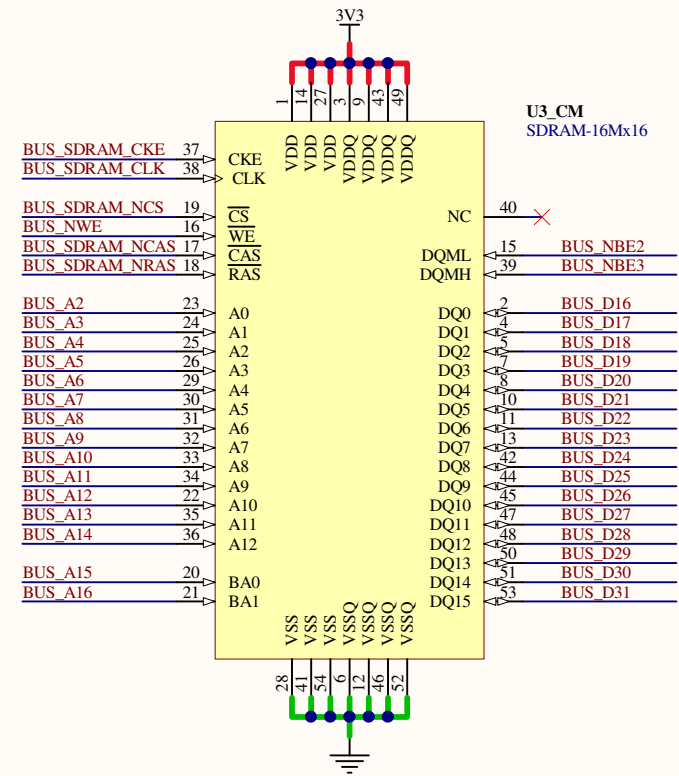 3V3
1 14 27 3 9 43 49
VDD VDD VDD VDDQ VDDQ VDDQ VDDQ
U3_CM
SDRAM-16Mx16
BUS_SDRAM_CKE 37 CKE
BUS_SDRAM_CLK 38 CLK
BUS_SDRAM_NCS 19 CS NC 40
BUS_NWE 16 WE
BUS_SDRAM_NCAS 17 CAS DQML 15 BUS_NBE2
BUS_SDRAM_NRAS 18 RAS DQMH 39 BUS_NBE3
BUS_A2 23 A0 DQ0 2 BUS_D16
BUS_A3 24 A1 DQ1 4 BUS_D17
BUS_A4 25 A2 DQ2 5 BUS_D18
BUS_A5 26 A3 DQ3 7 BUS_D19
BUS_A6 29 A4 DQ4 8 BUS_D20
BUS_A7 30 A5 DQ5 10 BUS_D21
BUS_A8 31 A6 DQ6 11 BUS_D22
BUS_A9 32 A7 DQ7 13 BUS_D23
BUS_A10 33 A8 DQ8 42 BUS_D24
BUS_A11 34 A9 DQ9 44 BUS_D25
BUS_A12 22 A10 DQ10 45 BUS_D26
BUS_A13 35 A11 DQ11 47 BUS_D27
BUS_A14 36 A12 DQ12 48 BUS_D28
DQ13 50 BUS_D29
BUS_A15 20 BA0 DQ14 51 BUS_D30
BUS_A16 21 BA1 DQ15 53 BUS_D31
VSS VSS VSS VSSQ VSSQ VSSQ VSSQ
28 41 54 6 12 46 52